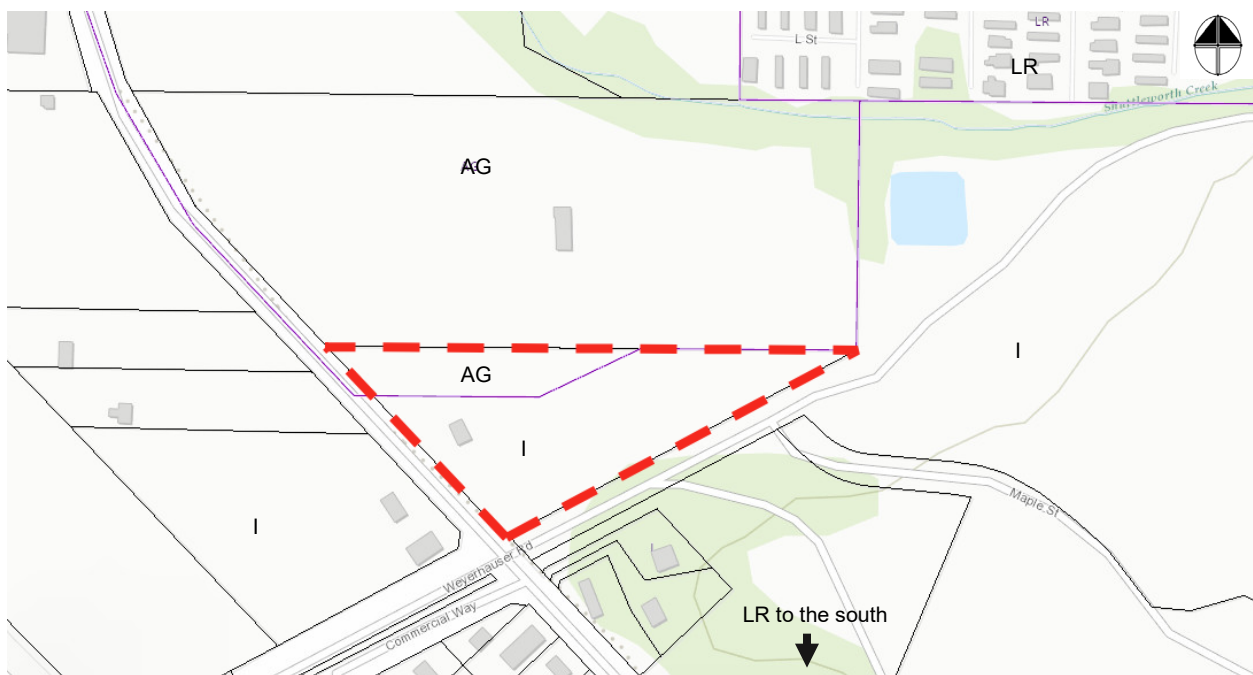 L St
LR
LR
Shuttleworth Creek
AG
AG
I
I
I
Maple St
Weyerhauser Rd
Commercial Way
LR to the south